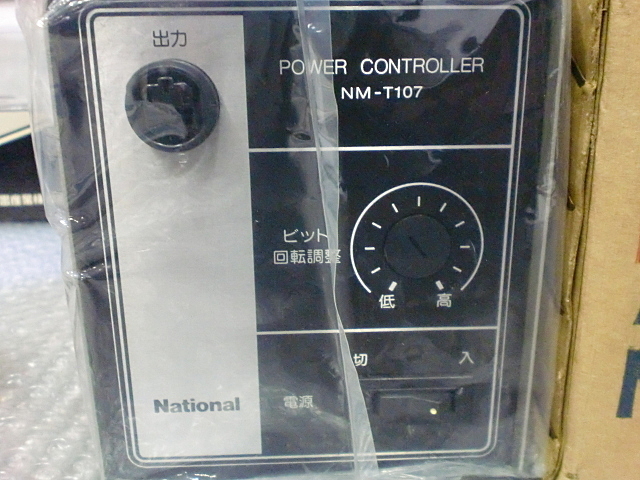 出力
POWER CONTROLLER
NM-T107
ビット
回転調整
低 高
切 入
電源
National